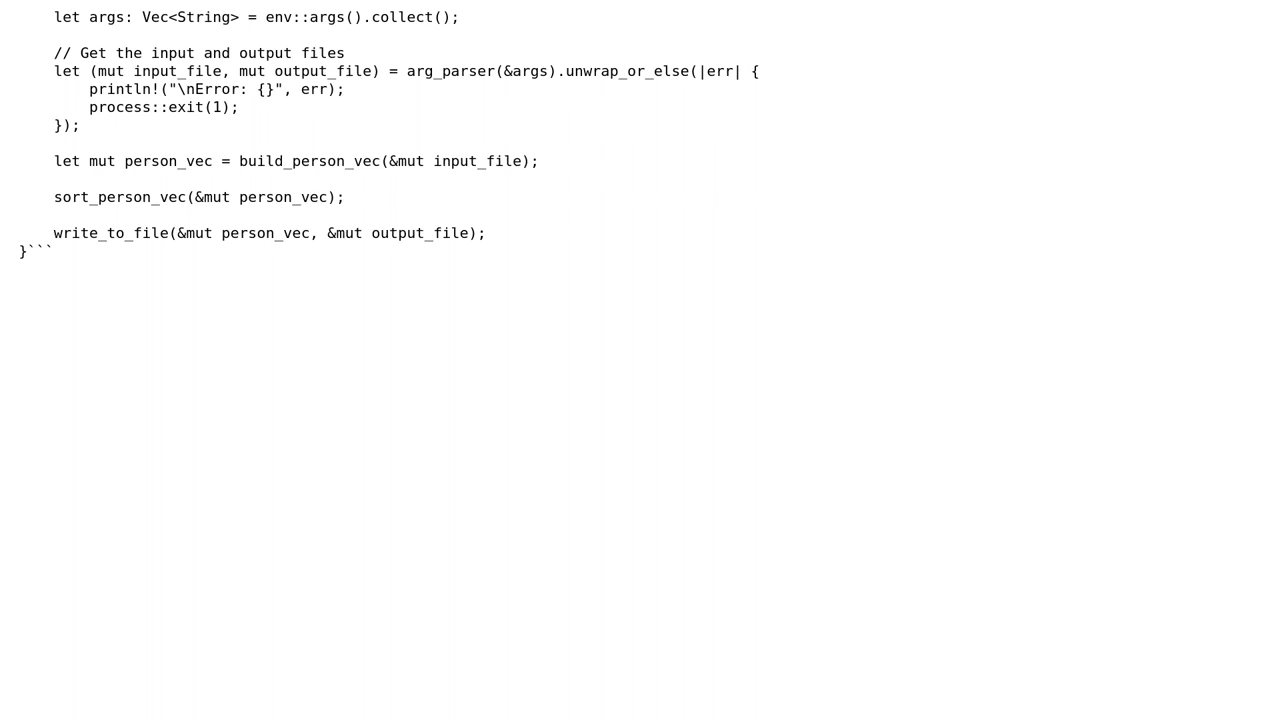 let args: Vec<String> = env::args().collect();

    // Get the input and output files
    let (mut input_file, mut output_file) = arg_parser(&args).unwrap_or_else(|err| {
        println!("\nError: {}", err);
        process::exit(1);
    });

    let mut person_vec = build_person_vec(&mut input_file);

    sort_person_vec(&mut person_vec);

    write_to_file(&mut person_vec, &mut output_file);
}```